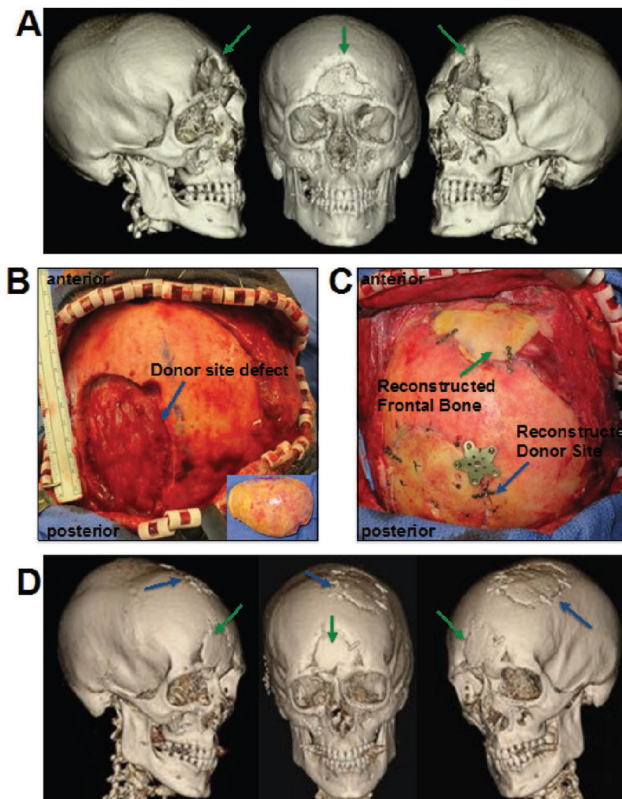 A
B
anterior
Donor site defect
posterior
C
anterior
Reconstructed
Frontal Bone
Reconstructe
Donor Site
posterior
D